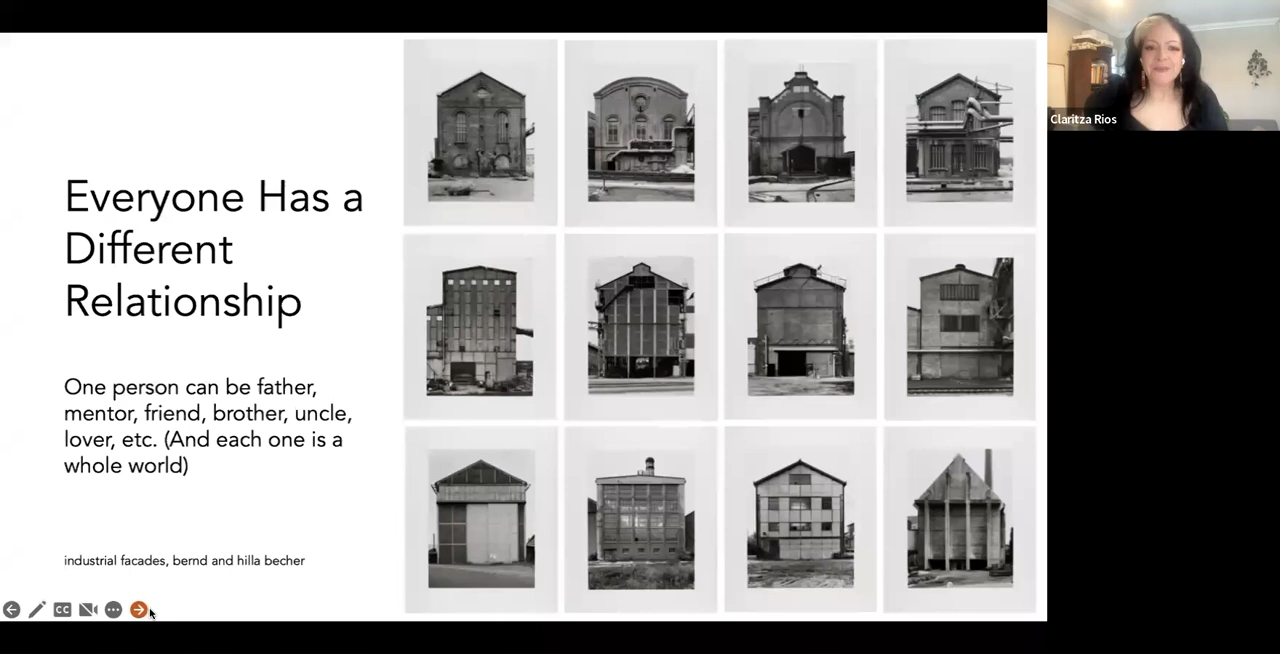 Everyone Has a
Different
Relationship
One person can be father,
mentor, friend, brother, uncle,
lover, etc. (And each one is a
whole world)
industrial facades, bernd and hilla becher
CC
Claritza Rios